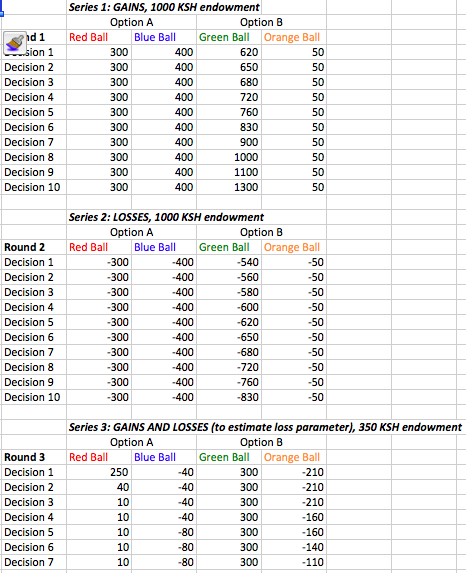 Series 1: GAINS, 1000 KSH endowment
Option A Option B
nd 1 Red Ball Blue Ball Green Ball Orange Ball
Decision 1 300 400 620 50
Decision 2 300 400 650 50
Decision 3 300 400 680 50
Decision 4 300 400 720 50
Decision 5 300 400 760 50
Decision 6 300 400 830 50
Decision 7 300 400 900 50
Decision 8 300 400 1000 50
Decision 9 300 400 1100 50
Decision 10 300 400 1300 50
Series 2: LOSSES, 1000 KSH endowment
Option A Option B
Round 2 Red Ball Blue Ball Green Ball Orange Ball
Decision 1 -300 -400 -540 -50
Decision 2 -300 -400 -560 -50
Decision 3 -300 -400 -580 -50
Decision 4 -300 -400 -600 -50
Decision 5 -300 -400 -620 -50
Decision 6 -300 -400 -650 -50
Decision 7 -300 -400 -680 -50
Decision 8 -300 -400 -720 -50
Decision 9 -300 -400 -760 -50
Decision 10 -300 -400 -830 -50
Series 3: GAINS AND LOSSES (to estimate loss parameter), 350 KSH endowment
Option A Option B
Round 3 Red Ball Blue Ball Green Ball Orange Ball
Decision 1 250 -40 300 -210
Decision 2 40 -40 300 -210
Decision 3 10 -40 300 -210
Decision 4 10 -40 300 -160
Decision 5 10 -80 300 -160
Decision 6 10 -80 300 -140
Decision 7 10 -80 300 -110